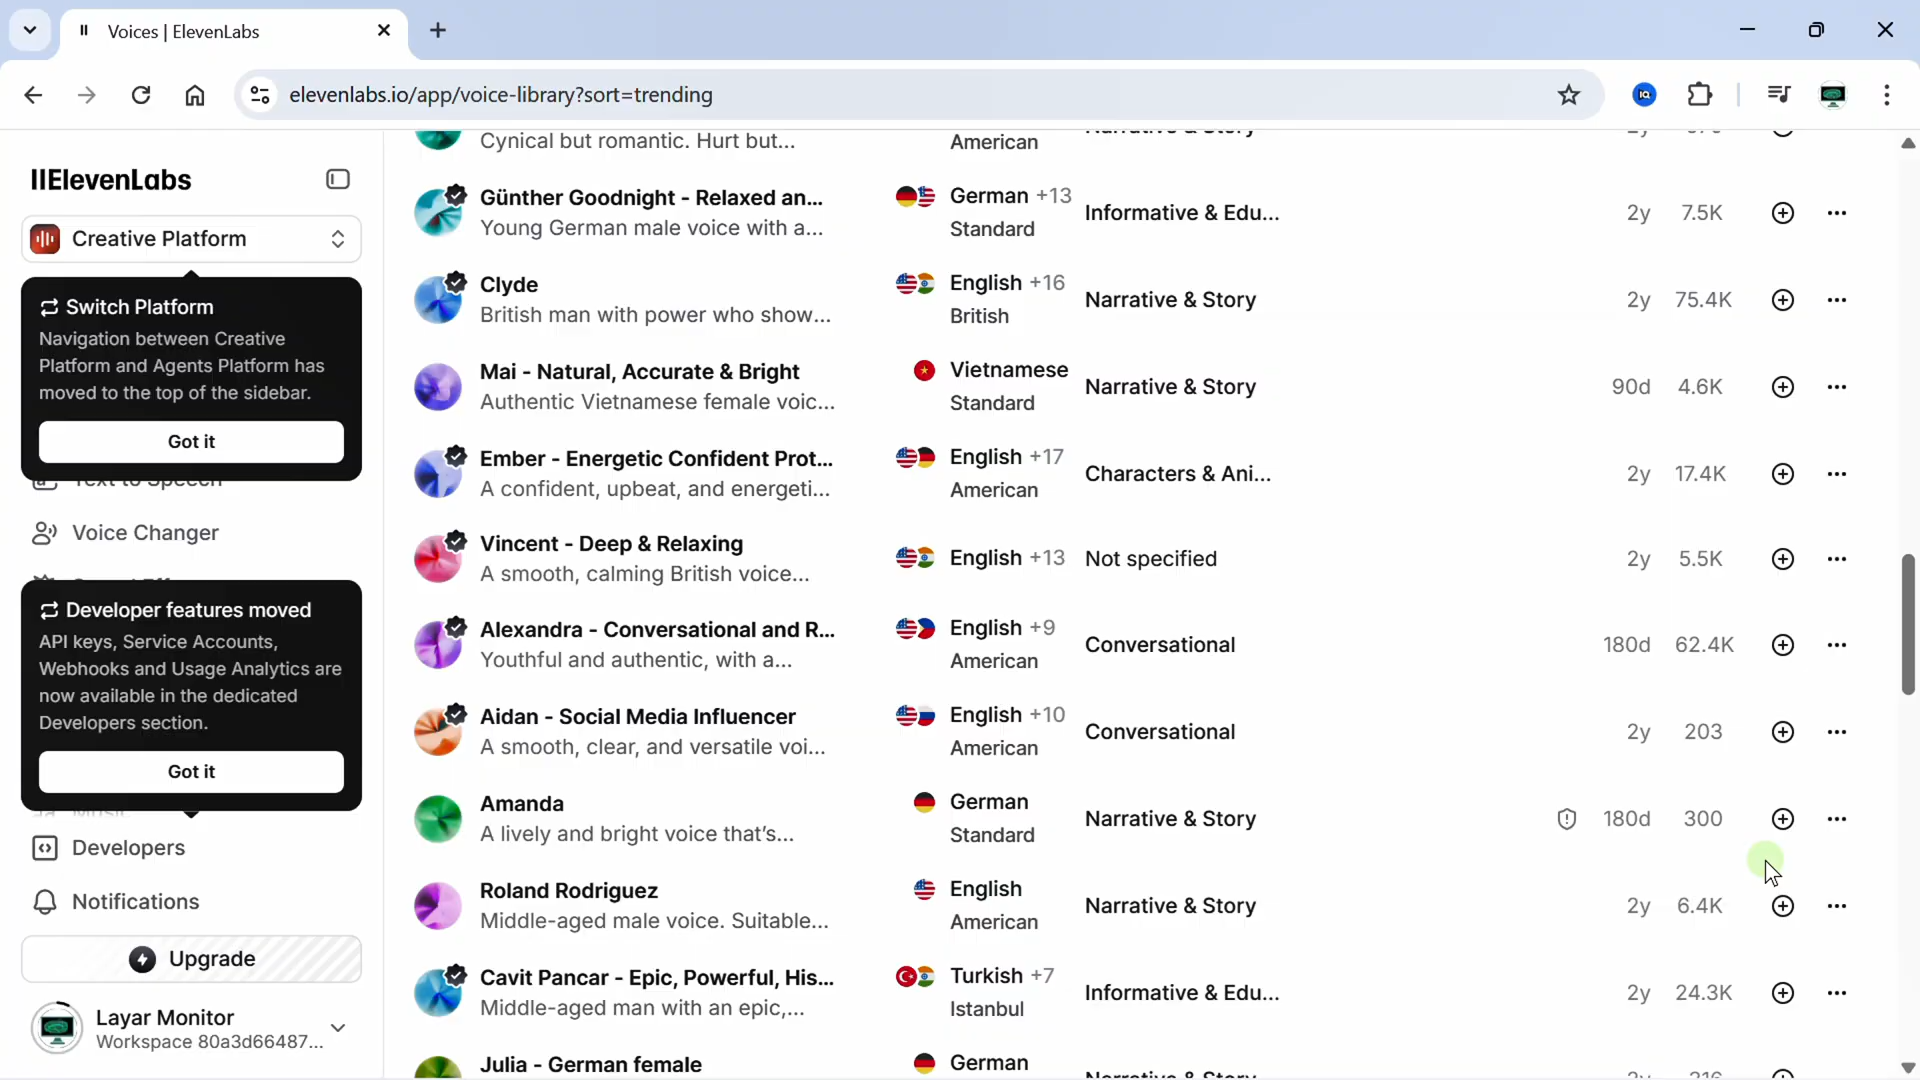 Voices | ElevenLabs
elevenlabs.io/app/voice-library?sort=trending
IIElevenLabs
Creative Platform
Switch Platform
Navigation between Creative
Platform and Agents Platform has
moved to the top of the sidebar.
Got it
Text to Speech
Voice Changer
Developer features moved
API keys, Service Accounts,
Webhooks and Usage Analytics are
now available in the dedicated
Developers section.
Got it
Developers
Notifications
Upgrade
Layar Monitor
Workspace 80a3d66487...
Cynical but romantic. Hurt but...
American
Narrative & Story
Günther Goodnight - Relaxed an...
Young German male voice with a...
German +13
Standard
Informative & Edu...
2y 7.5K
Clyde
British man with power who show...
English +16
British
Narrative & Story
2y 75.4K
Mai - Natural, Accurate & Bright
Authentic Vietnamese female voic...
Vietnamese
Standard
Narrative & Story
90d 4.6K
Ember - Energetic Confident Prot...
A confident, upbeat, and energeti...
English +17
American
Characters & Ani...
2y 17.4K
Vincent - Deep & Relaxing
A smooth, calming British voice...
English +13
Not specified
2y 5.5K
Alexandra - Conversational and R...
Youthful and authentic, with a...
English +9
American
Conversational
180d 62.4K
Aidan - Social Media Influencer
A smooth, clear, and versatile voi...
English +10
American
Conversational
2y 203
Amanda
A lively and bright voice that's...
German
Standard
Narrative & Story
180d 300
Roland Rodriguez
Middle-aged male voice. Suitable...
English
American
Narrative & Story
2y 6.4K
Cavit Pancar - Epic, Powerful, His...
Middle-aged man with an epic,...
Turkish +7
Istanbul
Informative & Edu...
2y 24.3K
Julia - German female
German
Narrative & Story